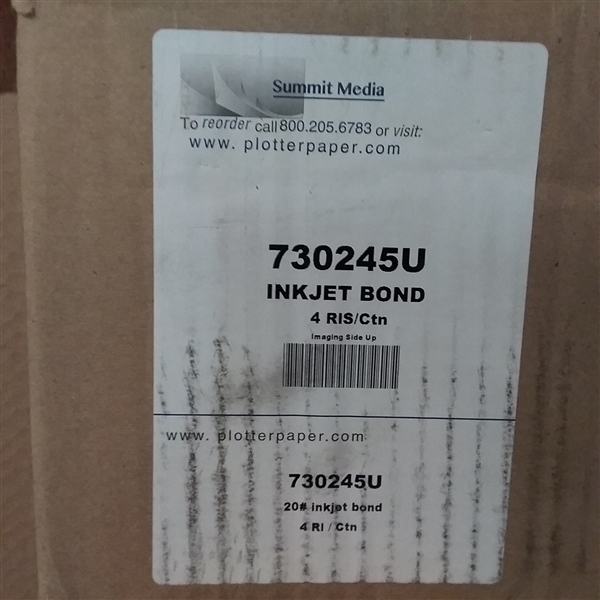 Summit Media
To reorder call 800.205.6783 or visit:
www. plotterpaper.com
730245U
INKJET BOND
4 RIS/Ctn
Imaging Side Up
www. plotterpaper.com
730245U
20# inkjet bond
4 RI / Ctn